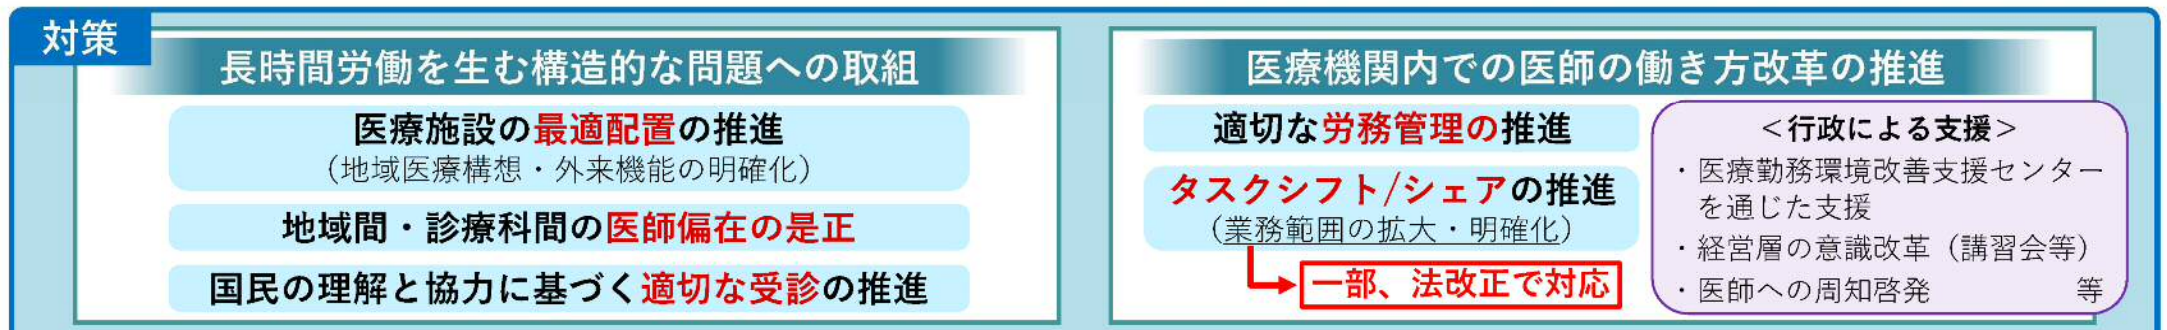 対策
長時間労働を生む構造的な問題への取組
医療施設の最適配置の推進
（地域医療構想・外来機能の明確化）
地域間・診療科間の医師偏在の是正
国民の理解と協力に基づく適切な受診の推進
医療機関内での医師の働き方改革の推進
適切な労務管理の推進
タスクシフト/シェアの推進
（業務範囲の拡大・明確化）
一部、法改正で対応
＜行政による支援＞
・医療勤務環境改善支援センター
を通じた支援
・経営層の意識改革（講習会等）
・医師への周知啓発 等